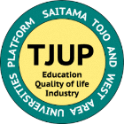 SAITAMA TOJO AND WEST AREA UNIVERSITIES PLATFORM
TJUP
Education
Quality of life
Industry